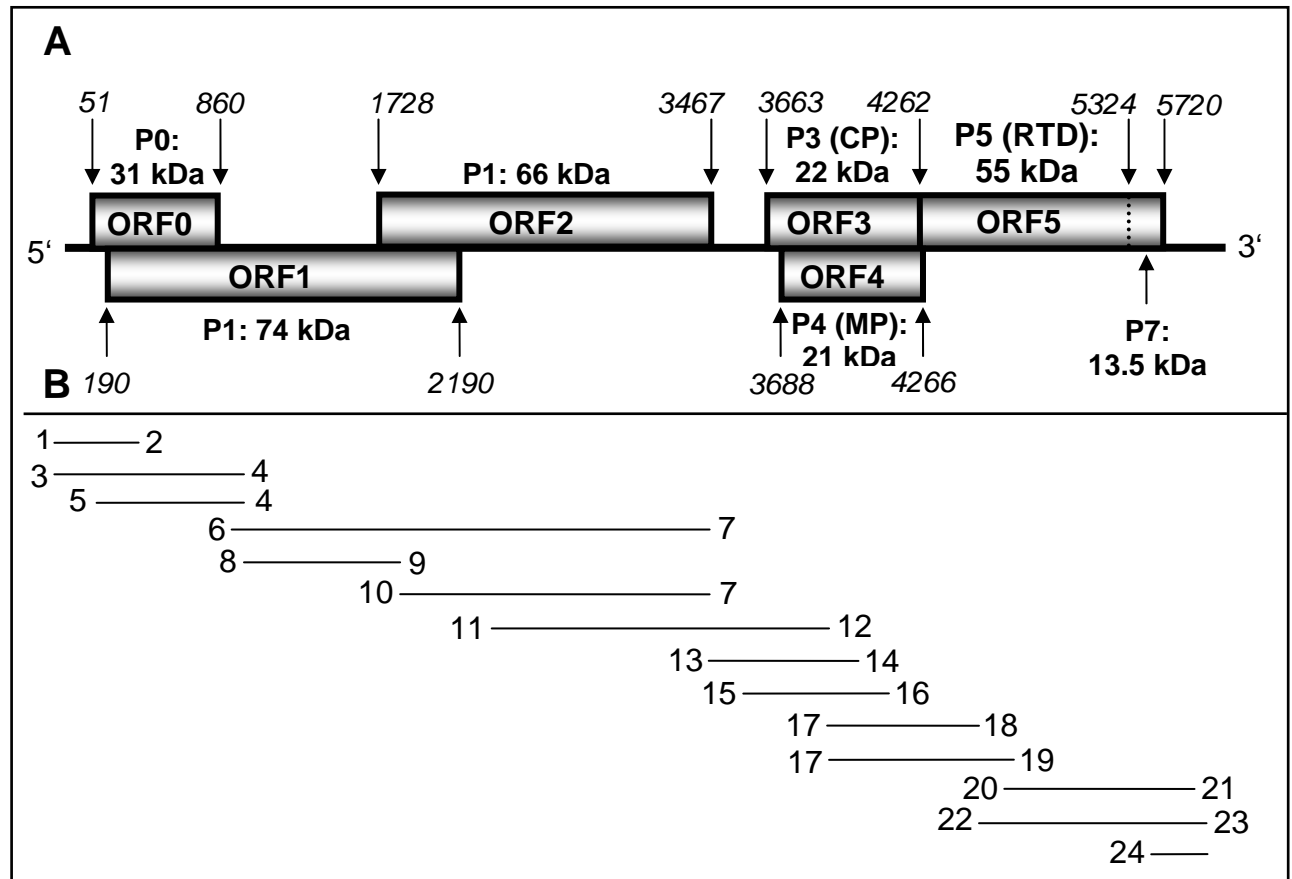 A
51 860 1728 3467 3663 4262 5324 5720
P0:
31 kDa
P1: 66 kDa
P3 (CP):
22 kDa
P5 (RTD):
55 kDa
ORF0 ORF2 ORF3 ORF5
5‘ 3‘
ORF1 ORF4
P1: 74 kDa
P4 (MP):
21 kDa
P7:
13.5 kDa
B 190 2190 3688 4266
1 2
3 4
5 4
6 7
8 9
10 7
11 12
13 14
15 16
17 18
17 19
20 21
22 23
24